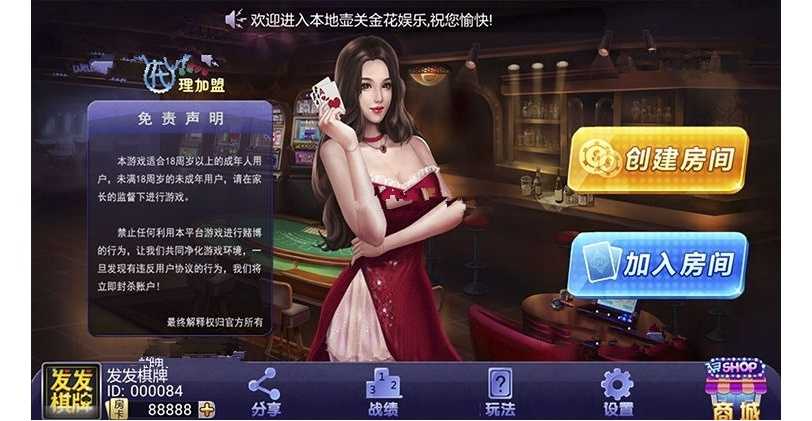 欢迎进入本地壶关金花娱乐,祝您愉快!
代理加盟
免责声明
本游戏适合18周岁以上的成年人用
户，未满18周岁的未成年用户，请在家
长的监督下进行游戏。
禁止任何利用本平台游戏进行赌博
的行为，让我们共同净化游戏环境，一
旦发现有违反用户协议的行为，我们将
立即封杀账户！
最终解释权归官方所有
创建房间
加入房间
发发
棋牌
发发棋牌
ID: 000084
房卡
88888
分享
1
2
3
战绩
?
玩法
设置
SHOP
商城